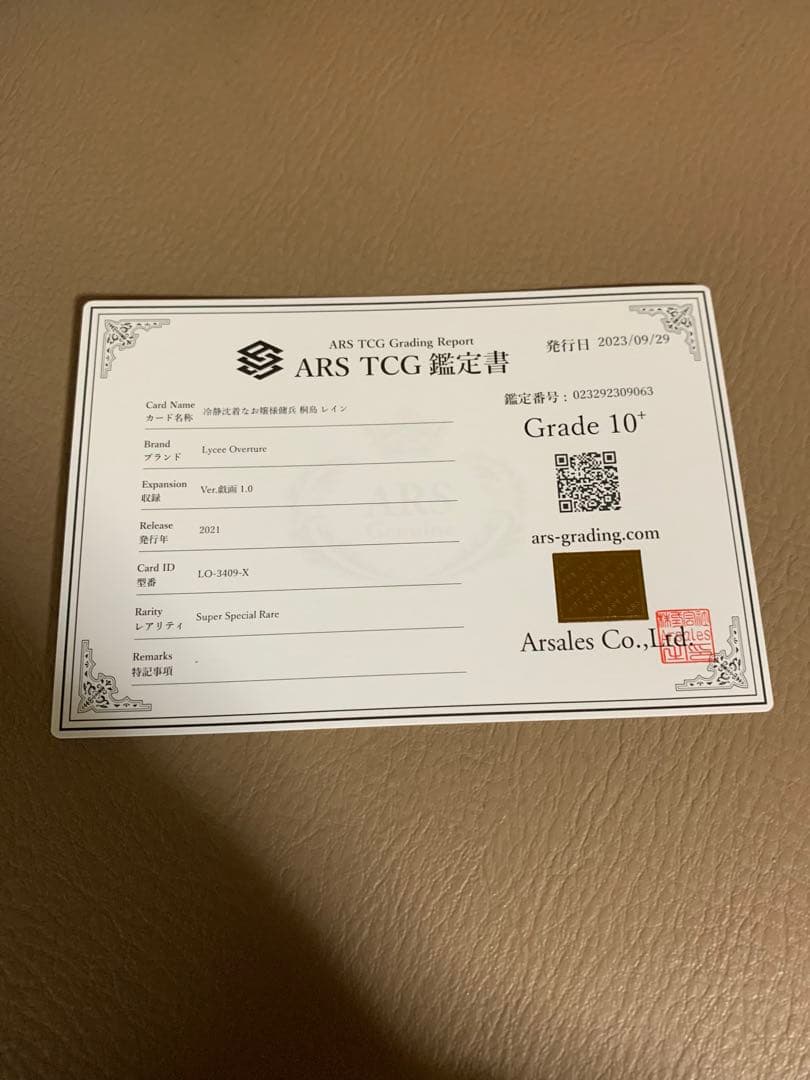 ARS TCG Grading Report
ARS TCG 鑑定書
発行日 2023/09/29
Card Name
カード名称
冷静沈着なお嬢様傭兵 桐島 レイン
Brand
ブランド
Lycee Overture
Expansion
収録
Ver.戯画 1.0
Release
発行年
2021
Card ID
型番
LO-3409-X
Rarity
レアリティ
Super Special Rare
Remarks
特記事項
-
鑑定番号：023292309063
Grade 10+
ars-grading.com
Arsales Co.,Ltd.
ARS
Genuine
Arsales